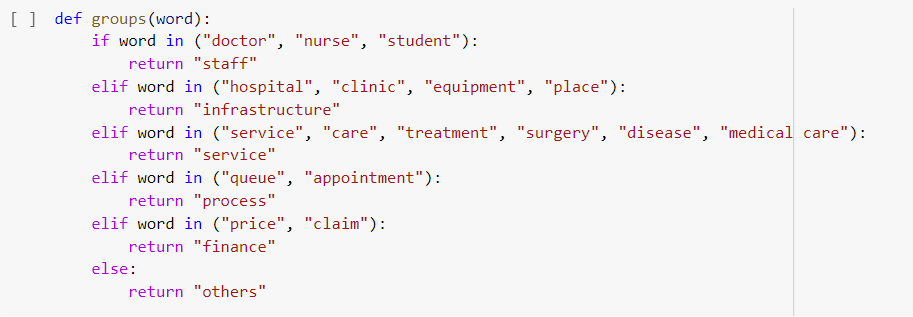 [ ] def groups(word):
if word in ("doctor", "nurse", "student"):
return "staff"
elif word in ("hospital", "clinic", "equipment", "place"):
return "infrastructure"
elif word in ("service", "care", "treatment", "surgery", "disease", "medical care"):
return "service"
elif word in ("queue", "appointment"):
return "process"
elif word in ("price", "claim"):
return "finance"
else:
return "others"